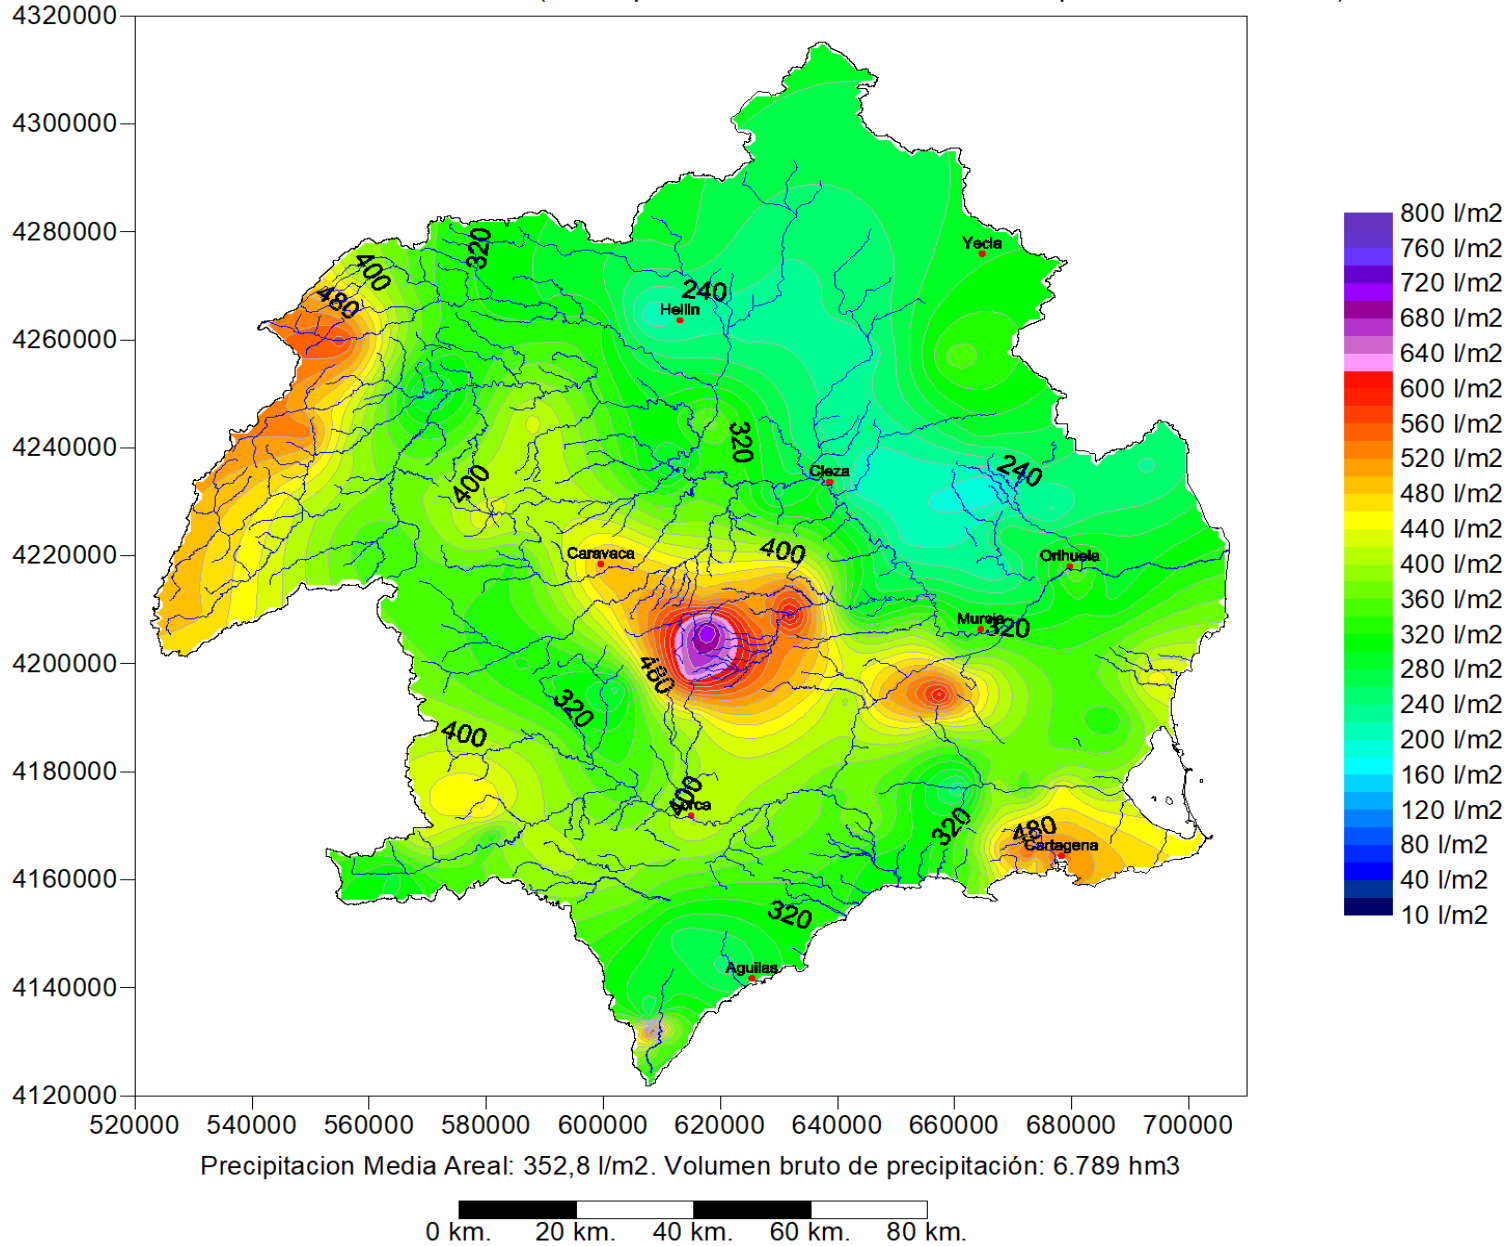 4320000
4300000
4280000
4260000
4240000
4220000
4200000
4180000
4160000
4140000
4120000
520000 540000 560000 580000 600000 620000 640000 660000 680000 700000
320
400
480
240
Hellin
Yecla
320
400
Cieza
240
Caravaca
400
Orihuela
Murcia
320
480
320
400
400
Lorca
320
480
Cartagena
320
Aguilas
800 l/m2
760 l/m2
720 l/m2
680 l/m2
640 l/m2
600 l/m2
560 l/m2
520 l/m2
480 l/m2
440 l/m2
400 l/m2
360 l/m2
320 l/m2
280 l/m2
240 l/m2
200 l/m2
160 l/m2
120 l/m2
80 l/m2
40 l/m2
10 l/m2
Precipitacion Media Areal: 352,8 l/m2. Volumen bruto de precipitación: 6.789 hm3
0 km. 20 km. 40 km. 60 km. 80 km.